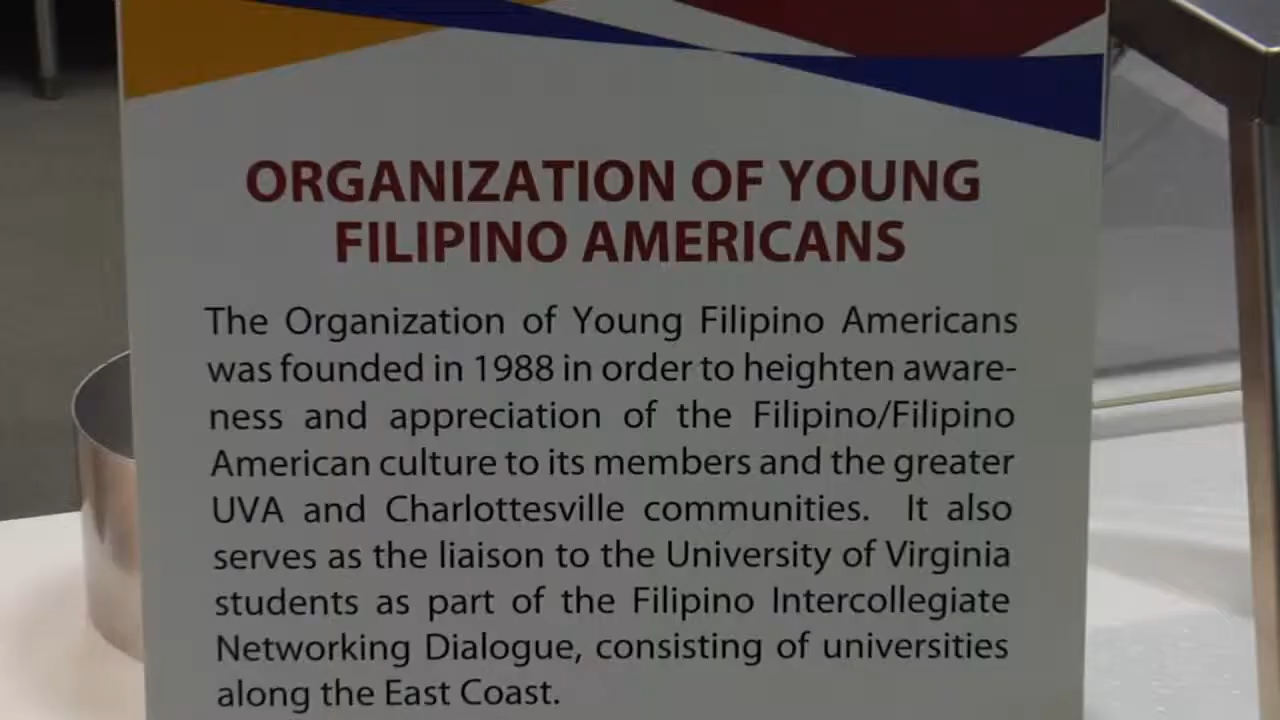 ORGANIZATION OF YOUNG
FILIPINO AMERICANS
The Organization of Young Filipino Americans
was founded in 1988 in order to heighten aware-
ness and appreciation of the Filipino/Filipino
American culture to its members and the greater
UVA and Charlottesville communities. It also
serves as the liaison to the University of Virginia
students as part of the Filipino Intercollegiate
Networking Dialogue, consisting of universities
along the East Coast.